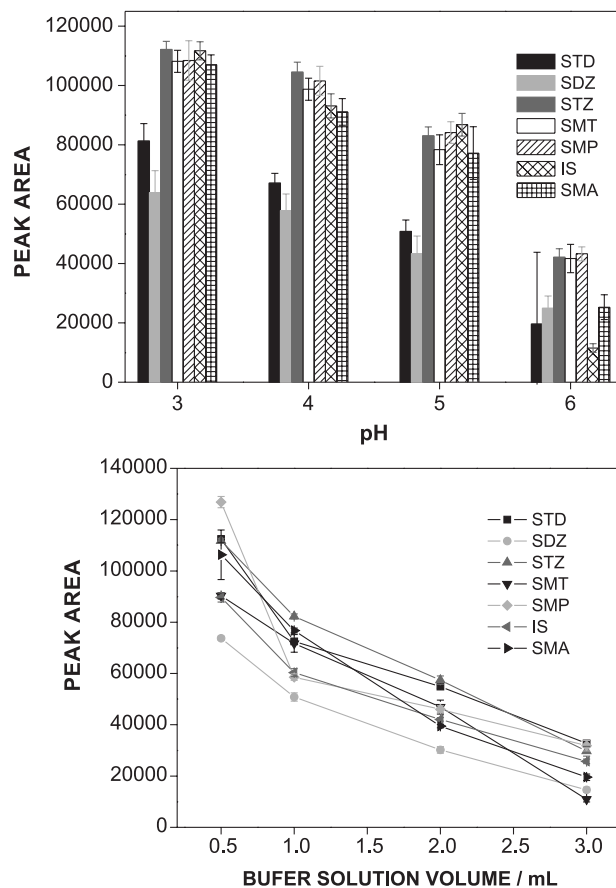 120000
100000
80000
60000
40000
20000
0
PEAK AREA
STD
SDZ
STZ
SMT
SMP
IS
SMA
3 4 5 6
pH
140000
120000
100000
80000
60000
40000
20000
0
PEAK AREA
STD
SDZ
STZ
SMT
SMP
IS
SMA
0.5 1.0 1.5 2.0 2.5 3.0
BUFER SOLUTION VOLUME / mL